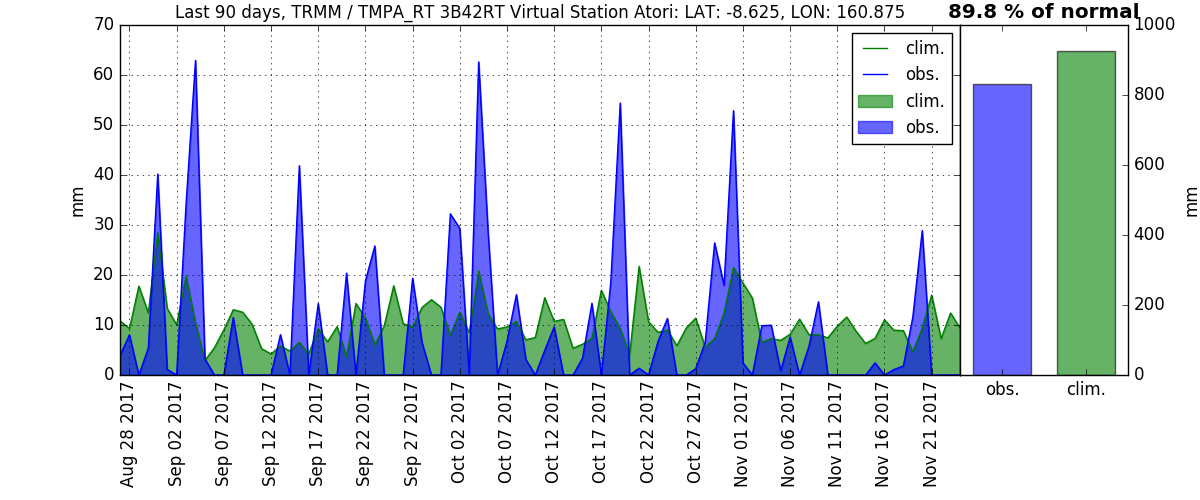 Last 90 days, TRMM / TMPA_RT 3B42RT Virtual Station Atori: LAT: -8.625, LON: 160.875
89.8 % of normal
70
60
50
40
30
20
10
0
mm
clim.
obs.
clim.
obs.
1000
800
600
400
200
0
mm
obs.
clim.
Aug 28 2017
Sep 02 2017
Sep 07 2017
Sep 12 2017
Sep 17 2017
Sep 22 2017
Sep 27 2017
Oct 02 2017
Oct 07 2017
Oct 12 2017
Oct 17 2017
Oct 22 2017
Oct 27 2017
Nov 01 2017
Nov 06 2017
Nov 11 2017
Nov 16 2017
Nov 21 2017